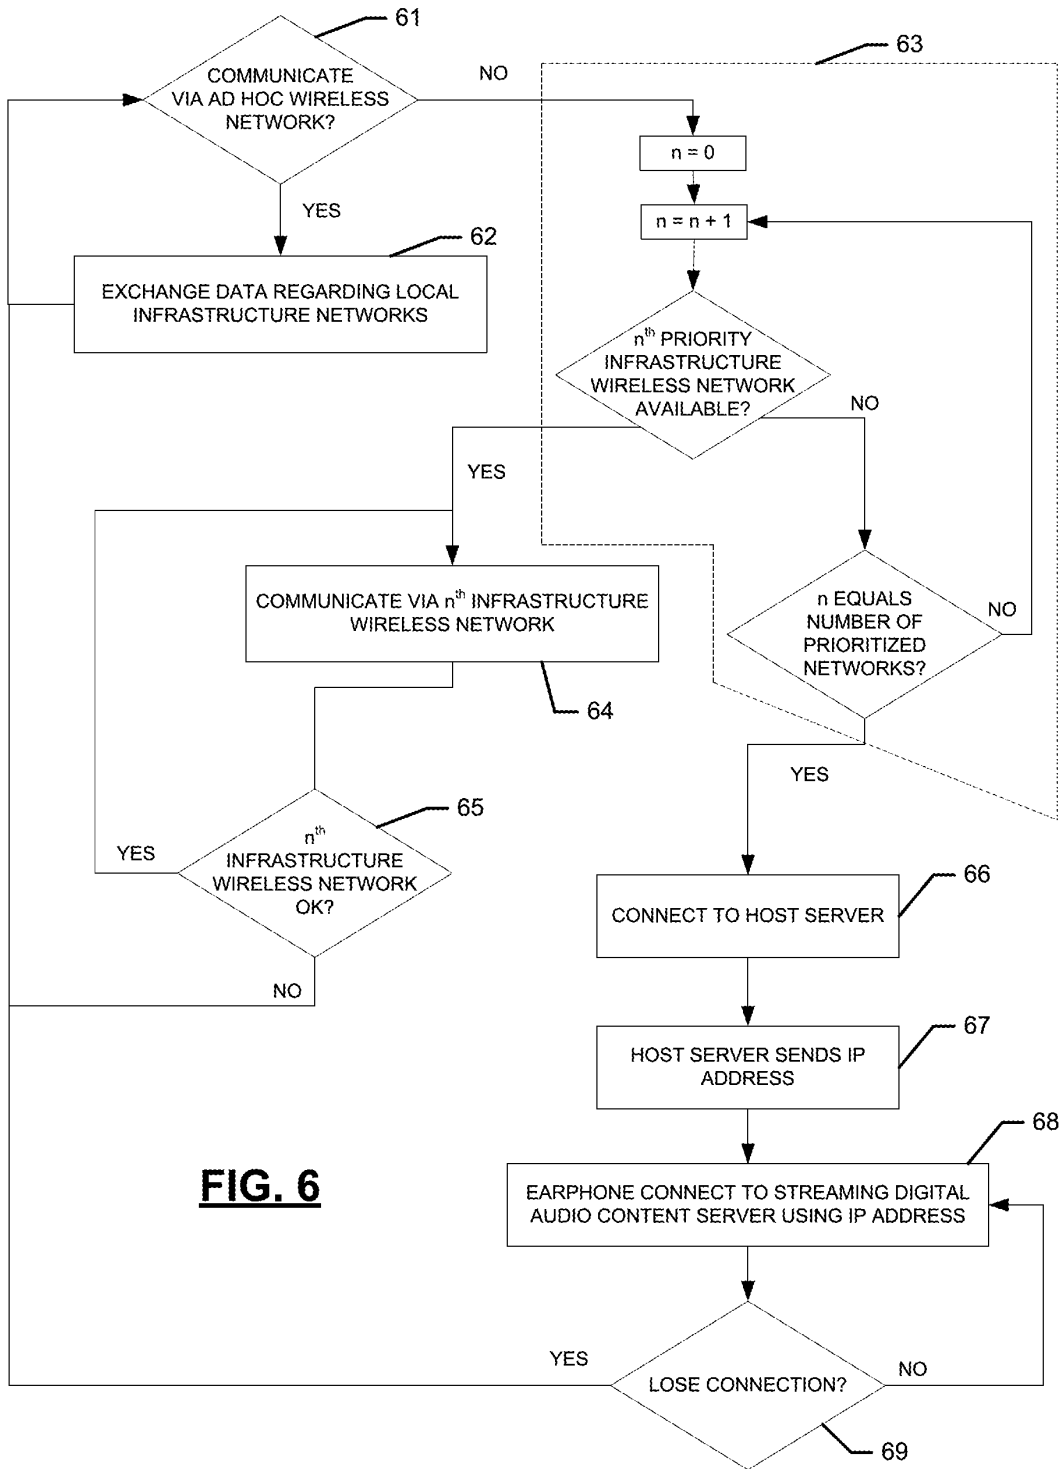 61
COMMUNICATE
VIA AD HOC WIRELESS
NETWORK?
NO
63
n = 0
YES
n = n + 1
62
EXCHANGE DATA REGARDING LOCAL
INFRASTRUCTURE NETWORKS
nth PRIORITY
INFRASTRUCTURE
WIRELESS NETWORK
AVAILABLE?
NO
YES
COMMUNICATE VIA nth INFRASTRUCTURE
WIRELESS NETWORK
64
n EQUALS
NUMBER OF
PRIORITIZED
NETWORKS?
NO
YES
65
nth
INFRASTRUCTURE
WIRELESS NETWORK
OK?
YES
NO
66
CONNECT TO HOST SERVER
67
HOST SERVER SENDS IP
ADDRESS
68
EARPHONE CONNECT TO STREAMING DIGITAL
AUDIO CONTENT SERVER USING IP ADDRESS
FIG. 6
YES
LOSE CONNECTION?
NO
69